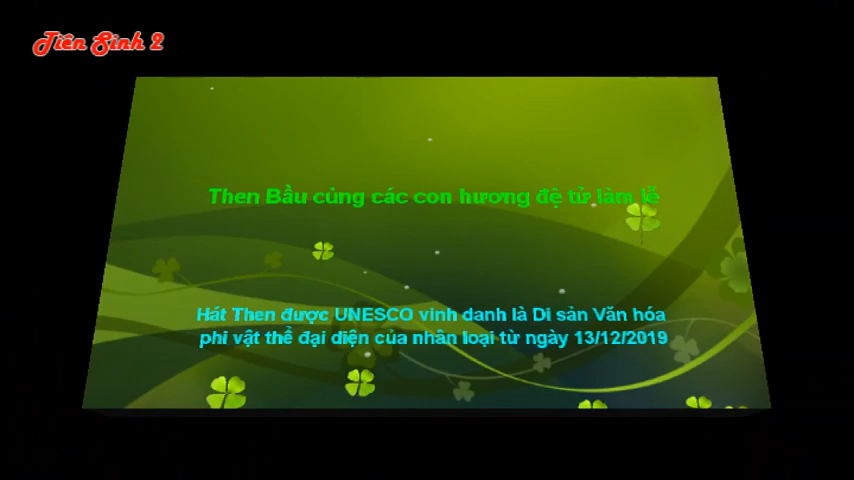 Tiên Sinh 2
Then Bầu cùng các con hương đệ tử làm lễ
Hát Then được UNESCO vinh danh là Di sản Văn hóa
phi vật thể đại diện của nhân loại từ ngày 13/12/2019